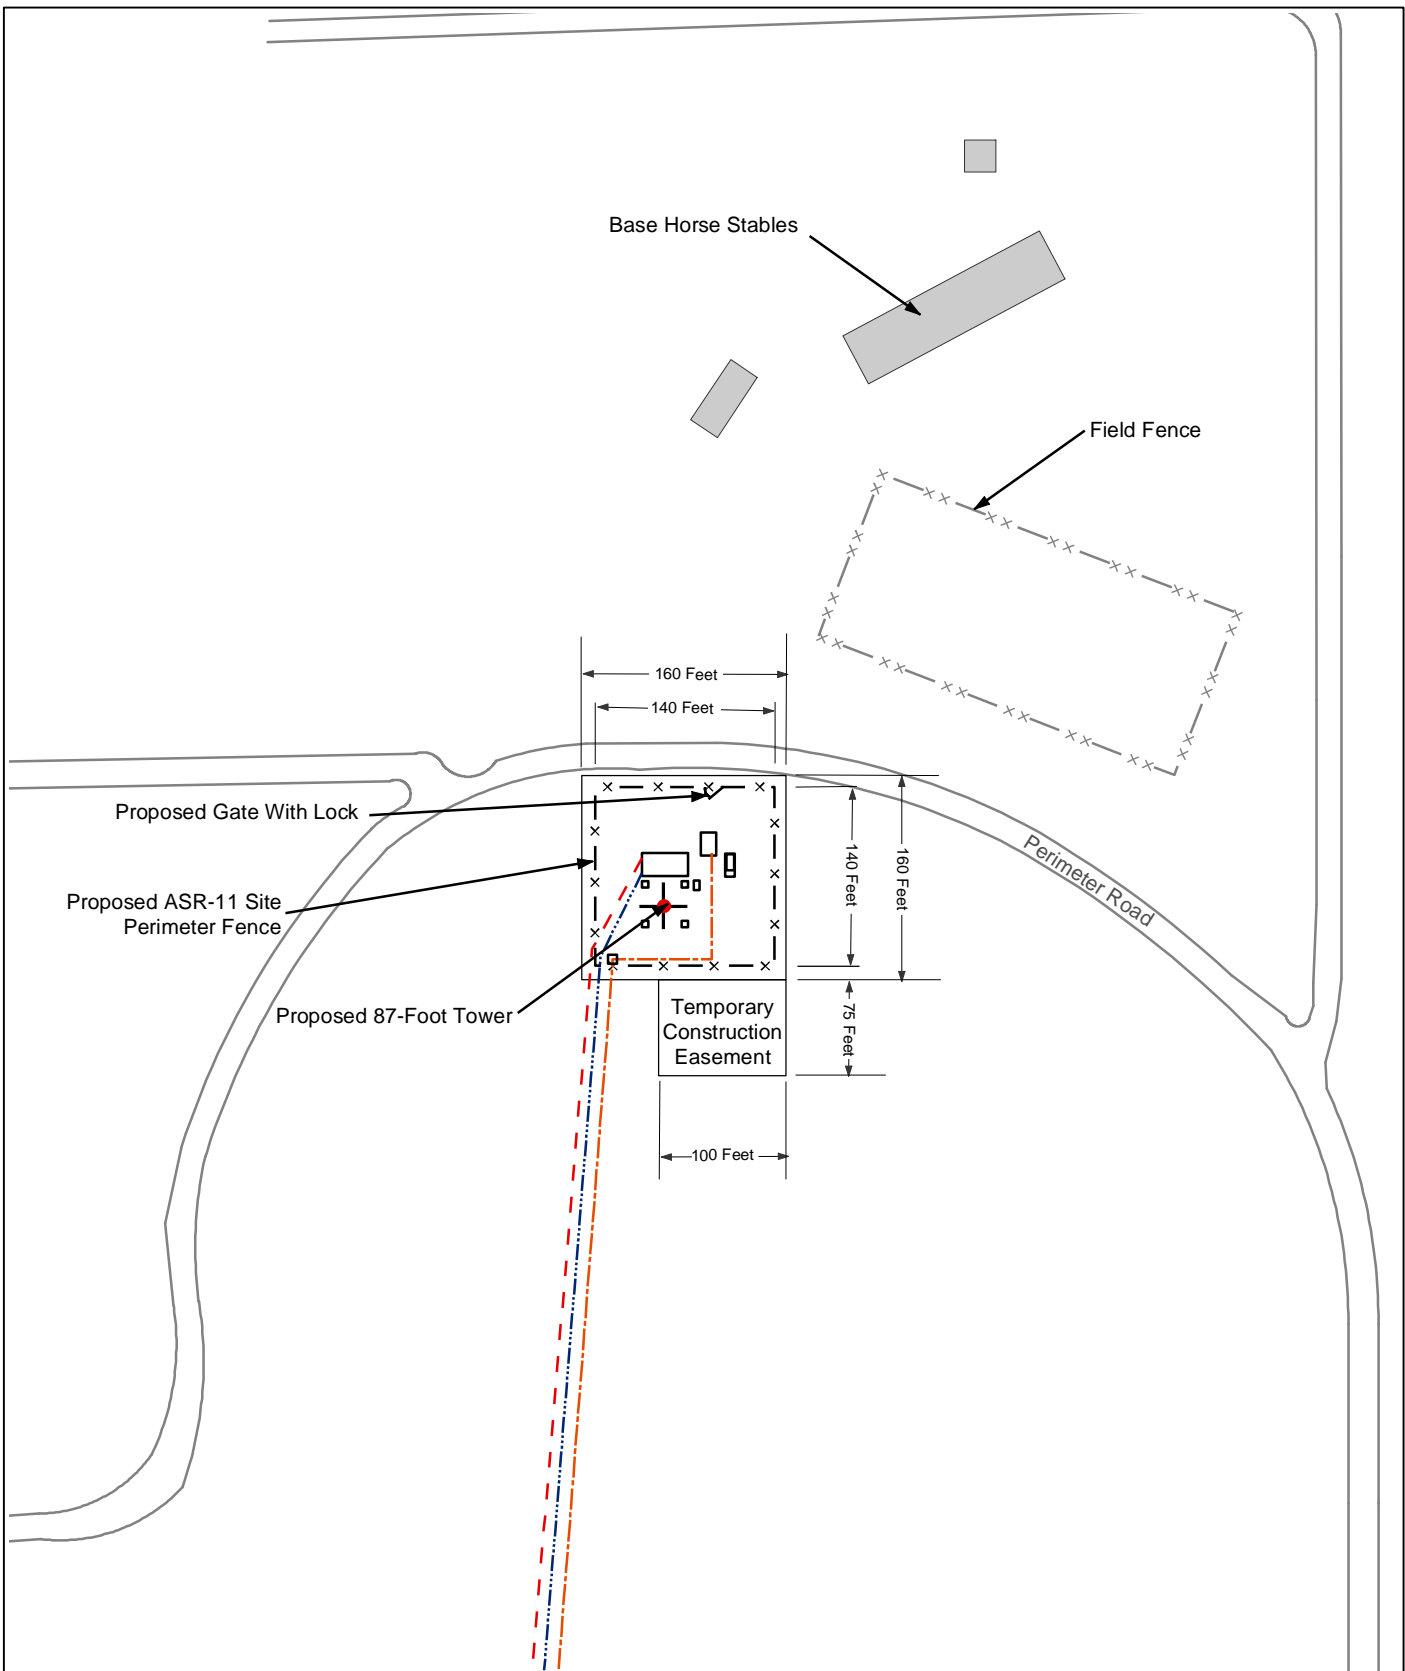 Base Horse Stables
Field Fence
160 Feet
140 Feet
Proposed Gate With Lock
140 Feet
160 Feet
Perimeter Road
Proposed ASR-11 Site
Perimeter Fence
Proposed 87-Foot Tower
Temporary
Construction
Easement
75 Feet
100 Feet